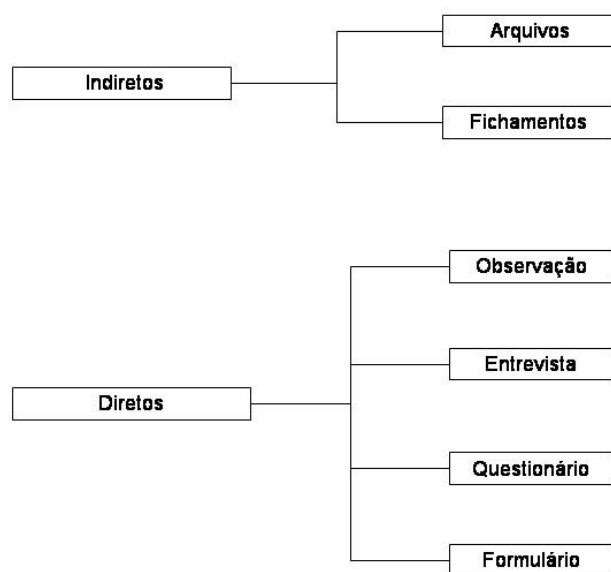 Arquivos
Indiretos
Fichamentos
Observação
Entrevista
Diretos
Questionário
Formulário